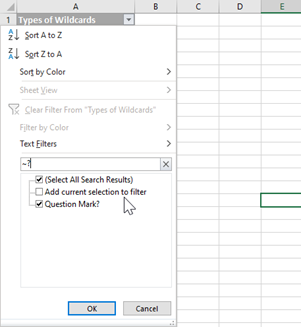 A B C D E
1 Types of Wildcards
A Z Sort A to Z
Z A Sort Z to A
Sort by Color
Sheet View
Clear Filter From "Types of Wildcards"
Filter by Color
Text Filters
~?
(Select All Search Results)
Add current selection to filter
Question Mark?
OK Cancel